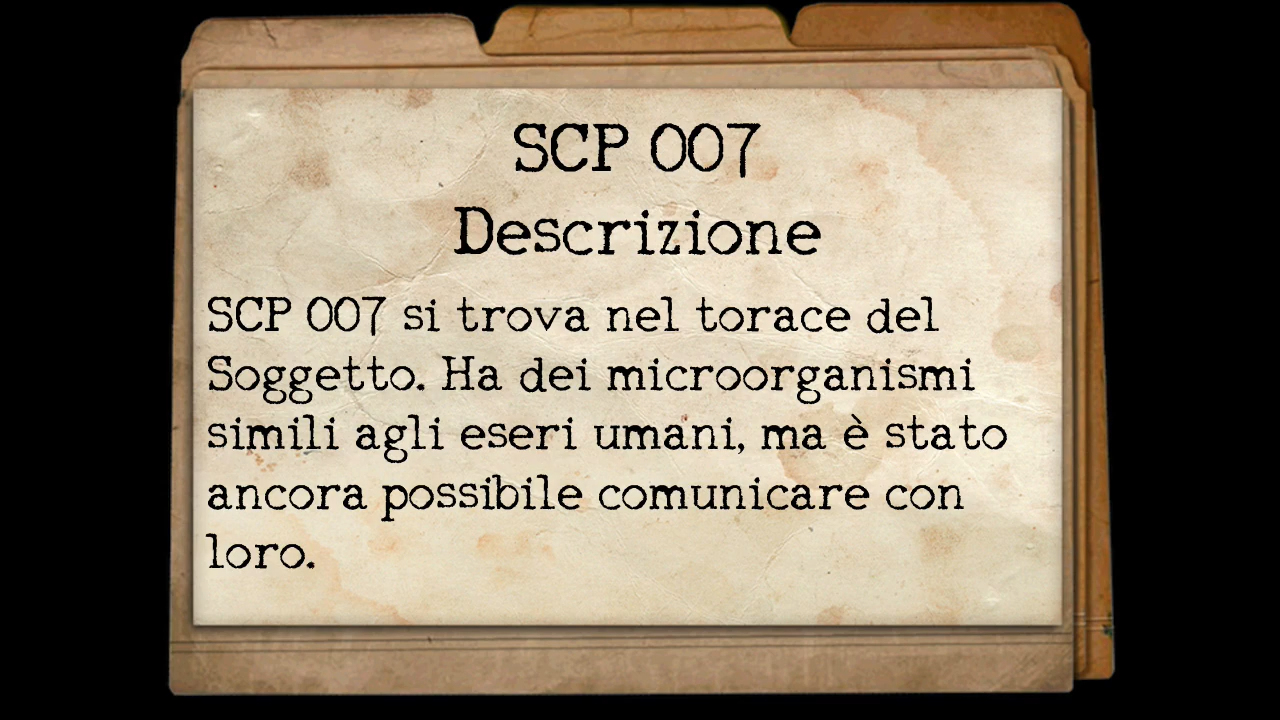 SCP 007
Descrizione
SCP 007 si trova nel torace del
Soggetto. Ha dei microorganismi
simili agli eseri umani, ma è stato
ancora possibile comunicare con
loro.